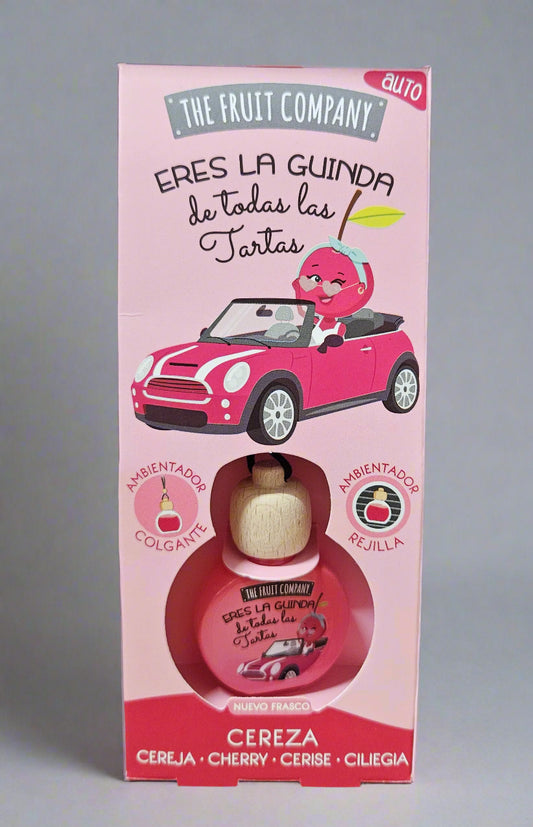 auto
THE FRUIT COMPANY
ERES LA GUINDA
de todas las
Tartas
AMBIENTADOR
COLGANTE
AMBIENTADOR
REJILLA
THE FRUIT COMPANY
ERES LA GUINDA
de todas las
Tartas
NUEVO FRASCO
CEREZA
CEREJA · CHERRY · CERISE · CILIEGIA